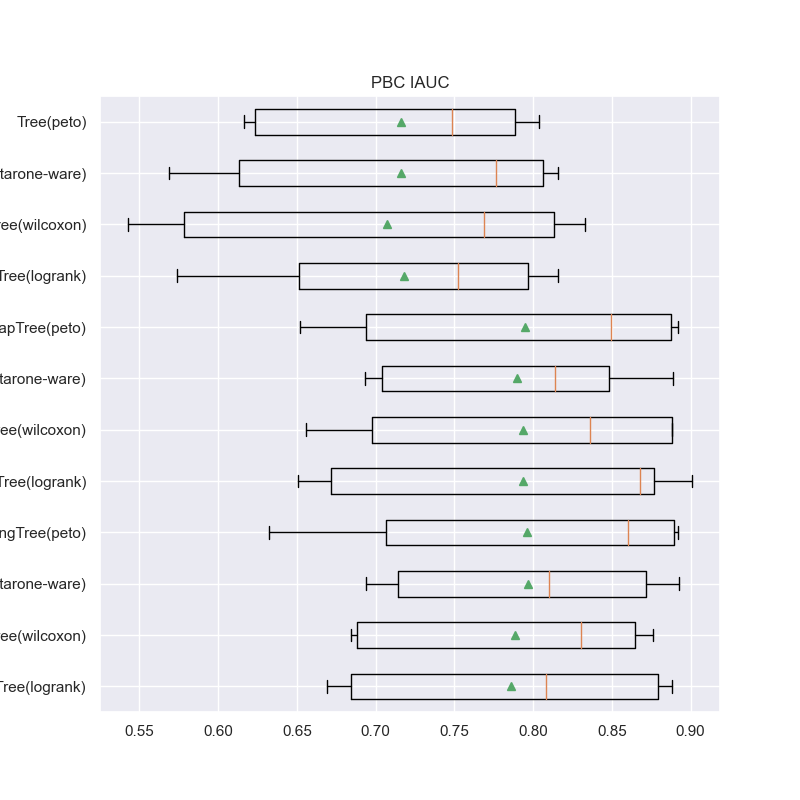 PBC IAUC
Tree(peto)
tarone-ware)
ree(wilcoxon)
Tree(logrank)
apTree(peto)
tarone-ware)
ree(wilcoxon)
Tree(logrank)
ngTree(peto)
tarone-ware)
ree(wilcoxon)
Tree(logrank)
0.55 0.60 0.65 0.70 0.75 0.80 0.85 0.90